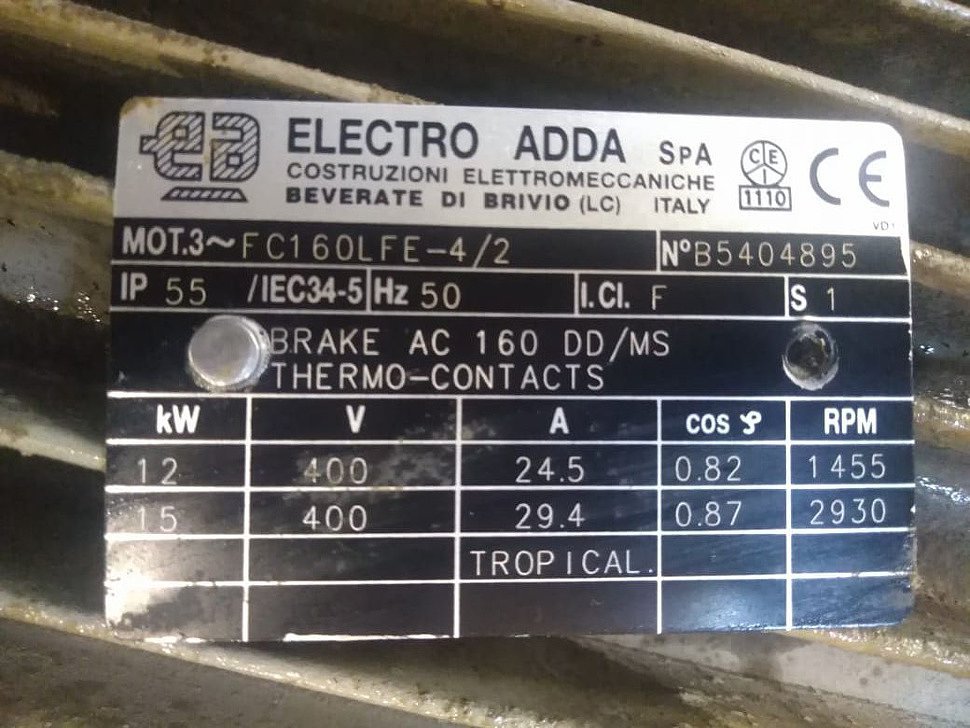 ea ELECTRO ADDA SPA
COSTRUZIONI ELETTROMECCANICHE
BEVERATE DI BRIVIO (LC) ITALY
CEI
1110
CE
VD
MOT.3~ FC160LFE-4/2 N° B5404895
IP 55 /IEC34-5 Hz 50 I.Cl. F S 1
BRAKE AC 160 DD/MS
THERMO-CONTACTS
kW V A cos φ RPM
12 400 24.5 0.82 1455
15 400 29.4 0.87 2930
TROPICAL.